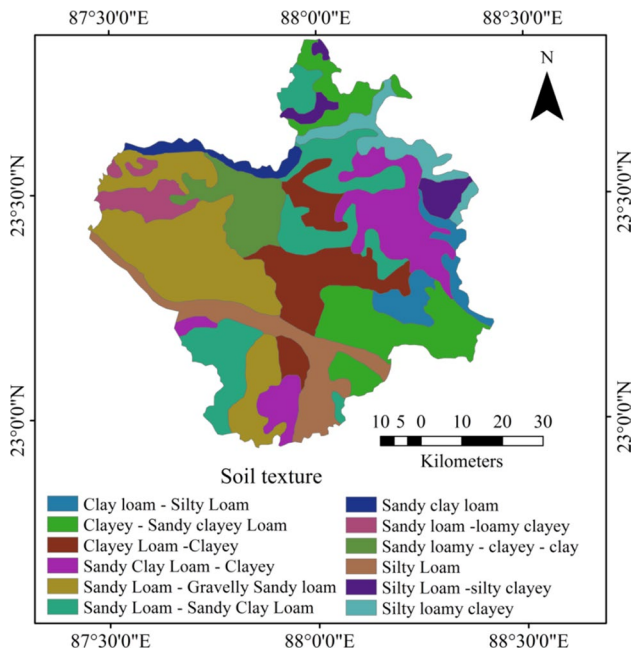 87°30'0"E 88°0'0"E 88°30'0"E
N
23°30'0"N 23°30'0"N
23°0'0"N 23°0'0"N
10 5 0 10 20 30
Kilometers
Soil texture
Clay loam - Silty Loam
Clayey - Sandy clayey Loam
Clayey Loam -Clayey
Sandy Clay Loam - Clayey
Sandy Loam - Gravelly Sandy loam
Sandy Loam - Sandy Clay Loam
Sandy clay loam
Sandy loam -loamy clayey
Sandy loamy - clayey - clay
Silty Loam
Silty Loam -silty clayey
Silty loamy clayey
87°30'0"E 88°0'0"E 88°30'0"E